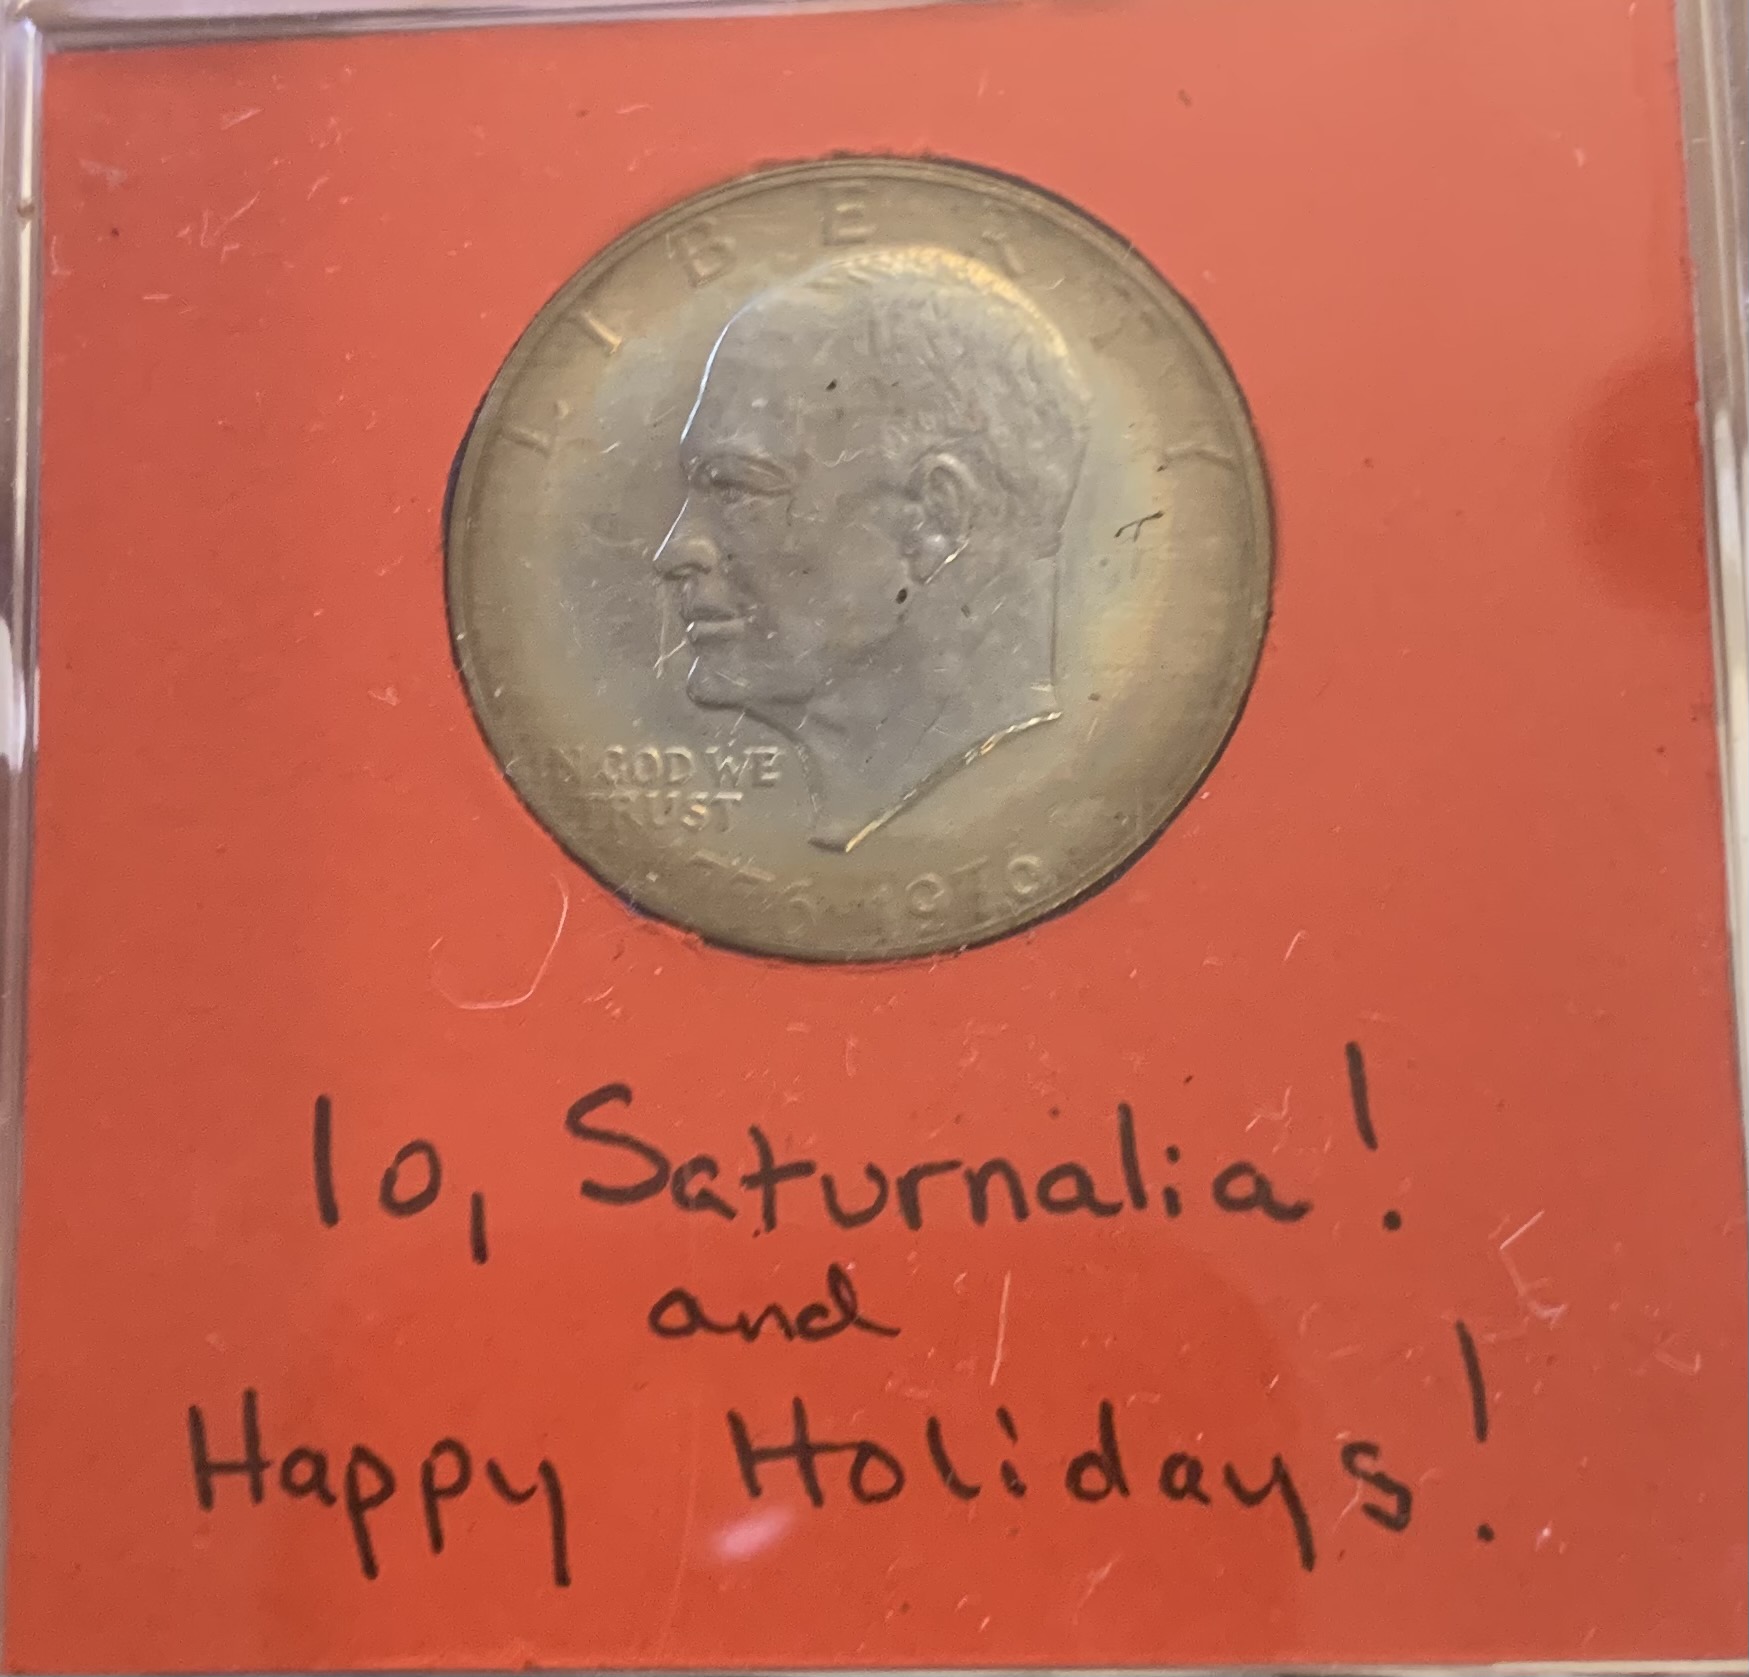 LIBERTY
IN GOD WE
TRUST
1776-1976
Io, Saturnalia!
and
Happy Holidays!